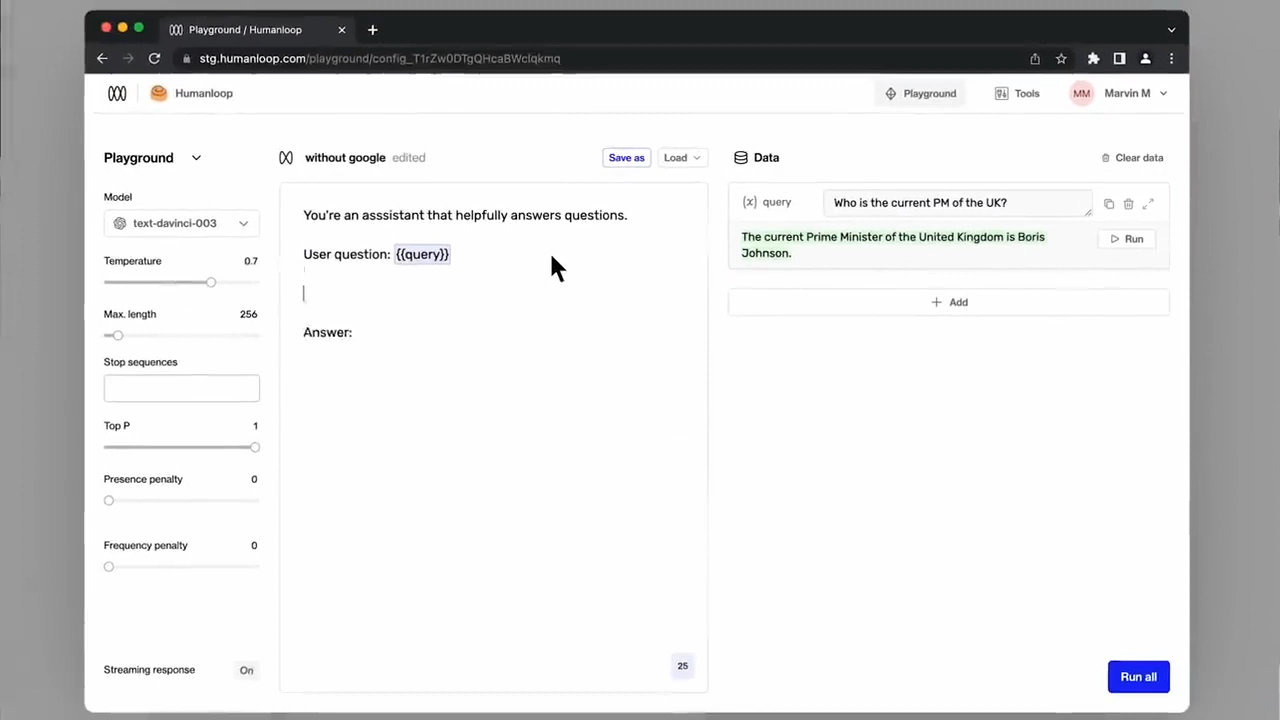 Playground / Humanloop
stg.humanloop.com/playground/config_T1rZw0DTgQHcaBWclqkmq
Humanloop
Playground
Tools
MM
Marvin M
Playground
Model
text-davinci-003
Temperature 0.7
Max. length 256
Stop sequences
Top P 1
Presence penalty 0
Frequency penalty 0
Streaming response On
without google edited
Save as
Load
You're an asssistant that helpfully answers questions.
User question: {{query}}
Answer:
25
Data
Clear data
(x) query
Who is the current PM of the UK?
The current Prime Minister of the United Kingdom is Boris
Johnson.
Run
+ Add
Run all